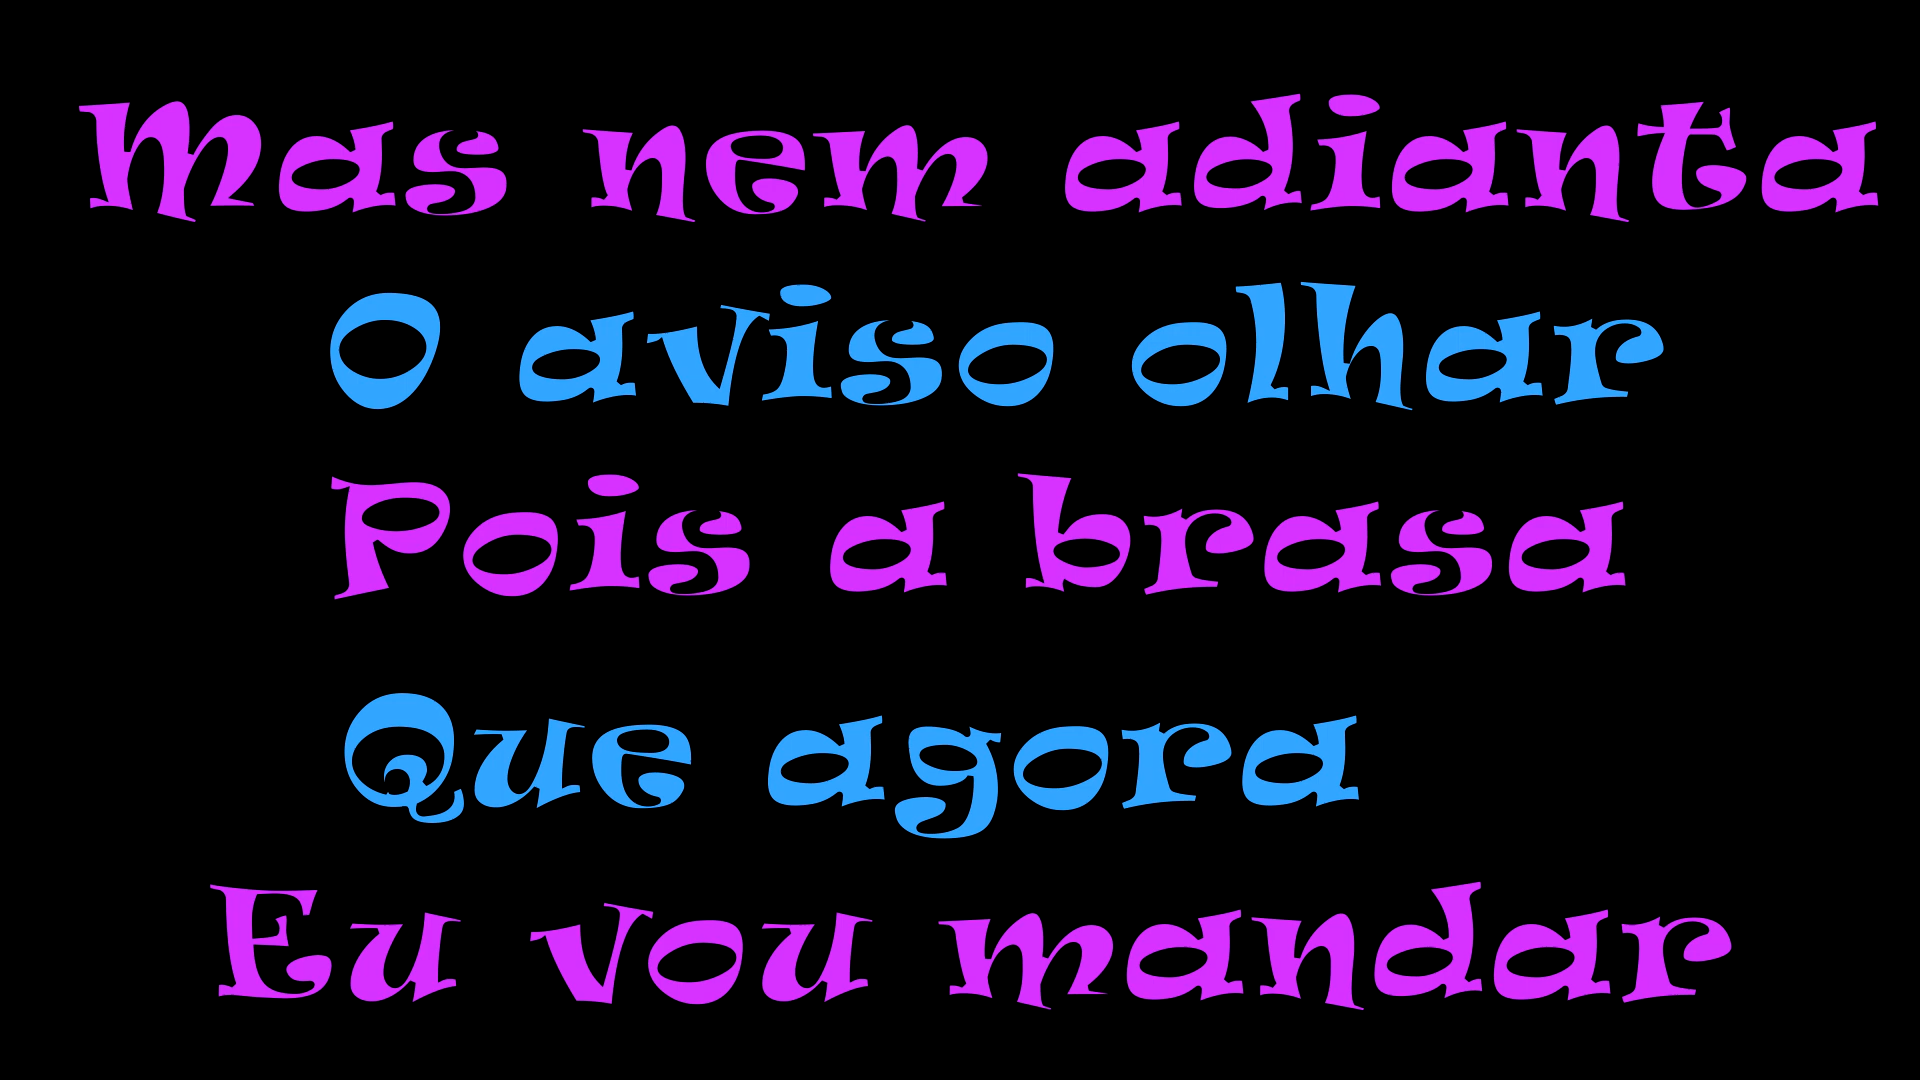 Mas nem adianta
O aviso olhar
Pois a brasa
Que agora
Eu vou mandar